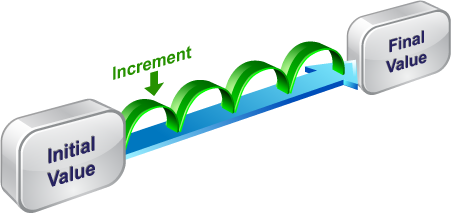 Increment
Initial
Value
Final
Value